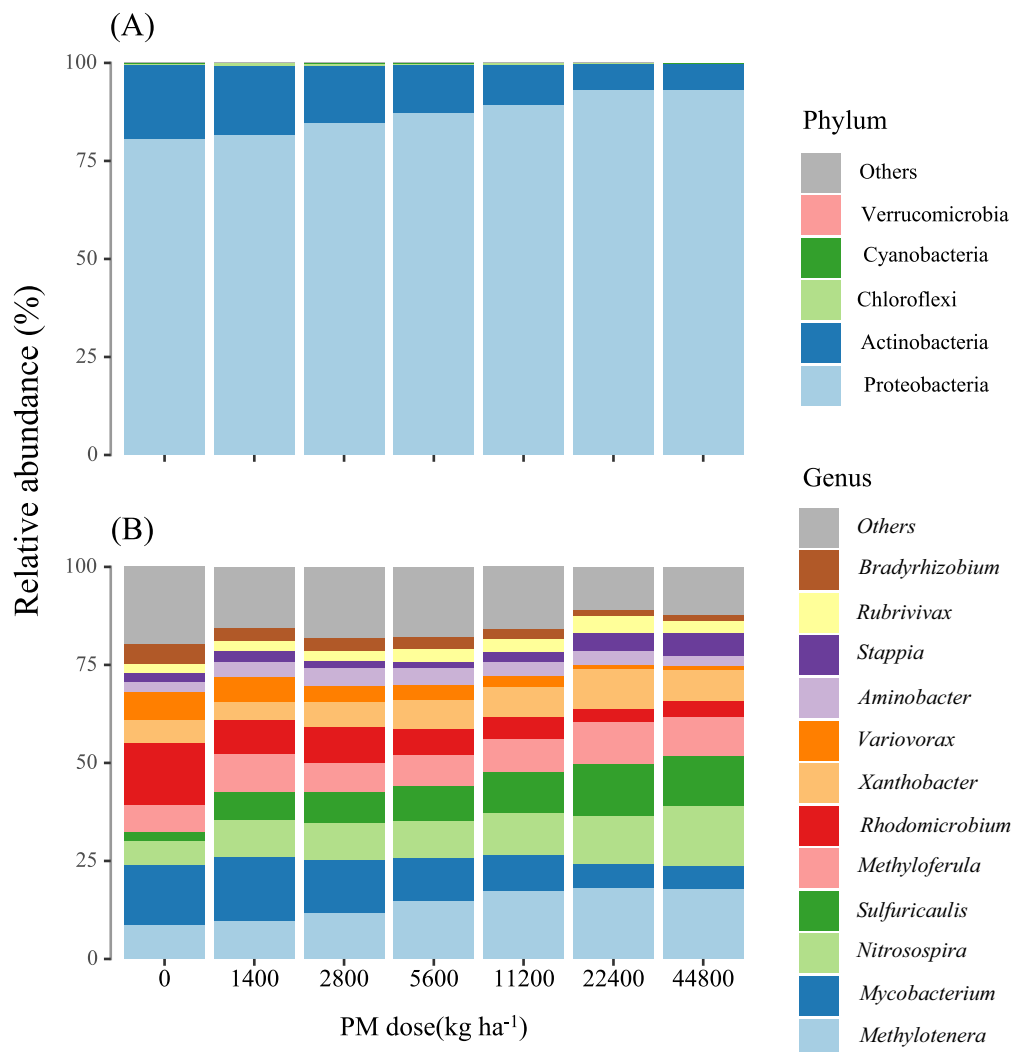 (A)
Relative abundance (%)
100
75
50
25
0
Phylum
Others
Verrucomicrobia
Cyanobacteria
Chloroflexi
Actinobacteria
Proteobacteria
(B)
100
75
50
25
0
0 1400 2800 5600 11200 22400 44800
PM dose(kg ha-1)
Genus
Others
Bradyrhizobium
Rubrivivax
Stappia
Aminobacter
Variovorax
Xanthobacter
Rhodomicrobium
Methyloferula
Sulfuricaulis
Nitrosospira
Mycobacterium
Methylotenera